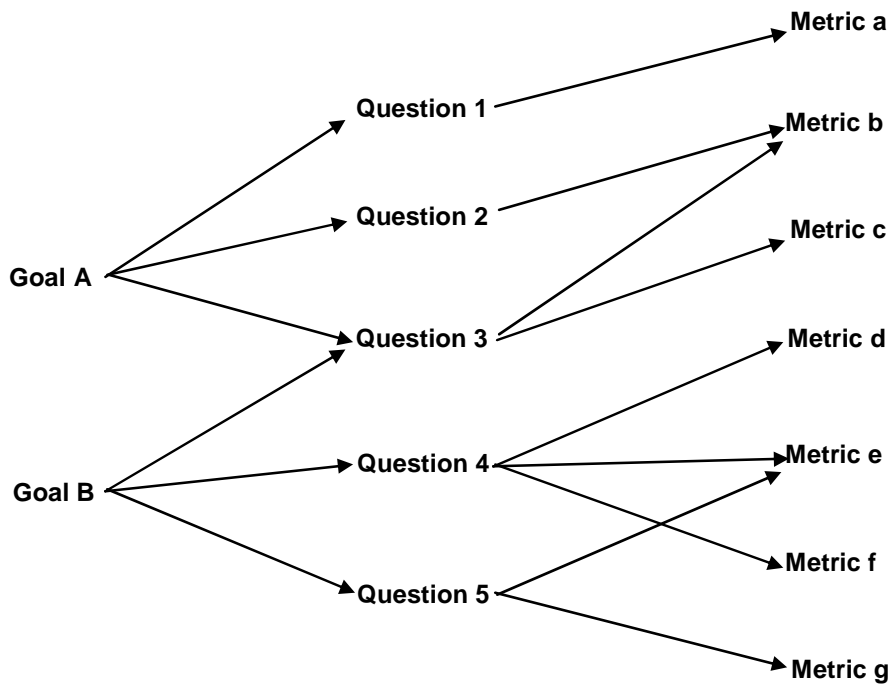 Metric a
Question 1
Metric b
Question 2
Metric c
Goal A
Question 3
Metric d
Question 4
Metric e
Goal B
Metric f
Question 5
Metric g